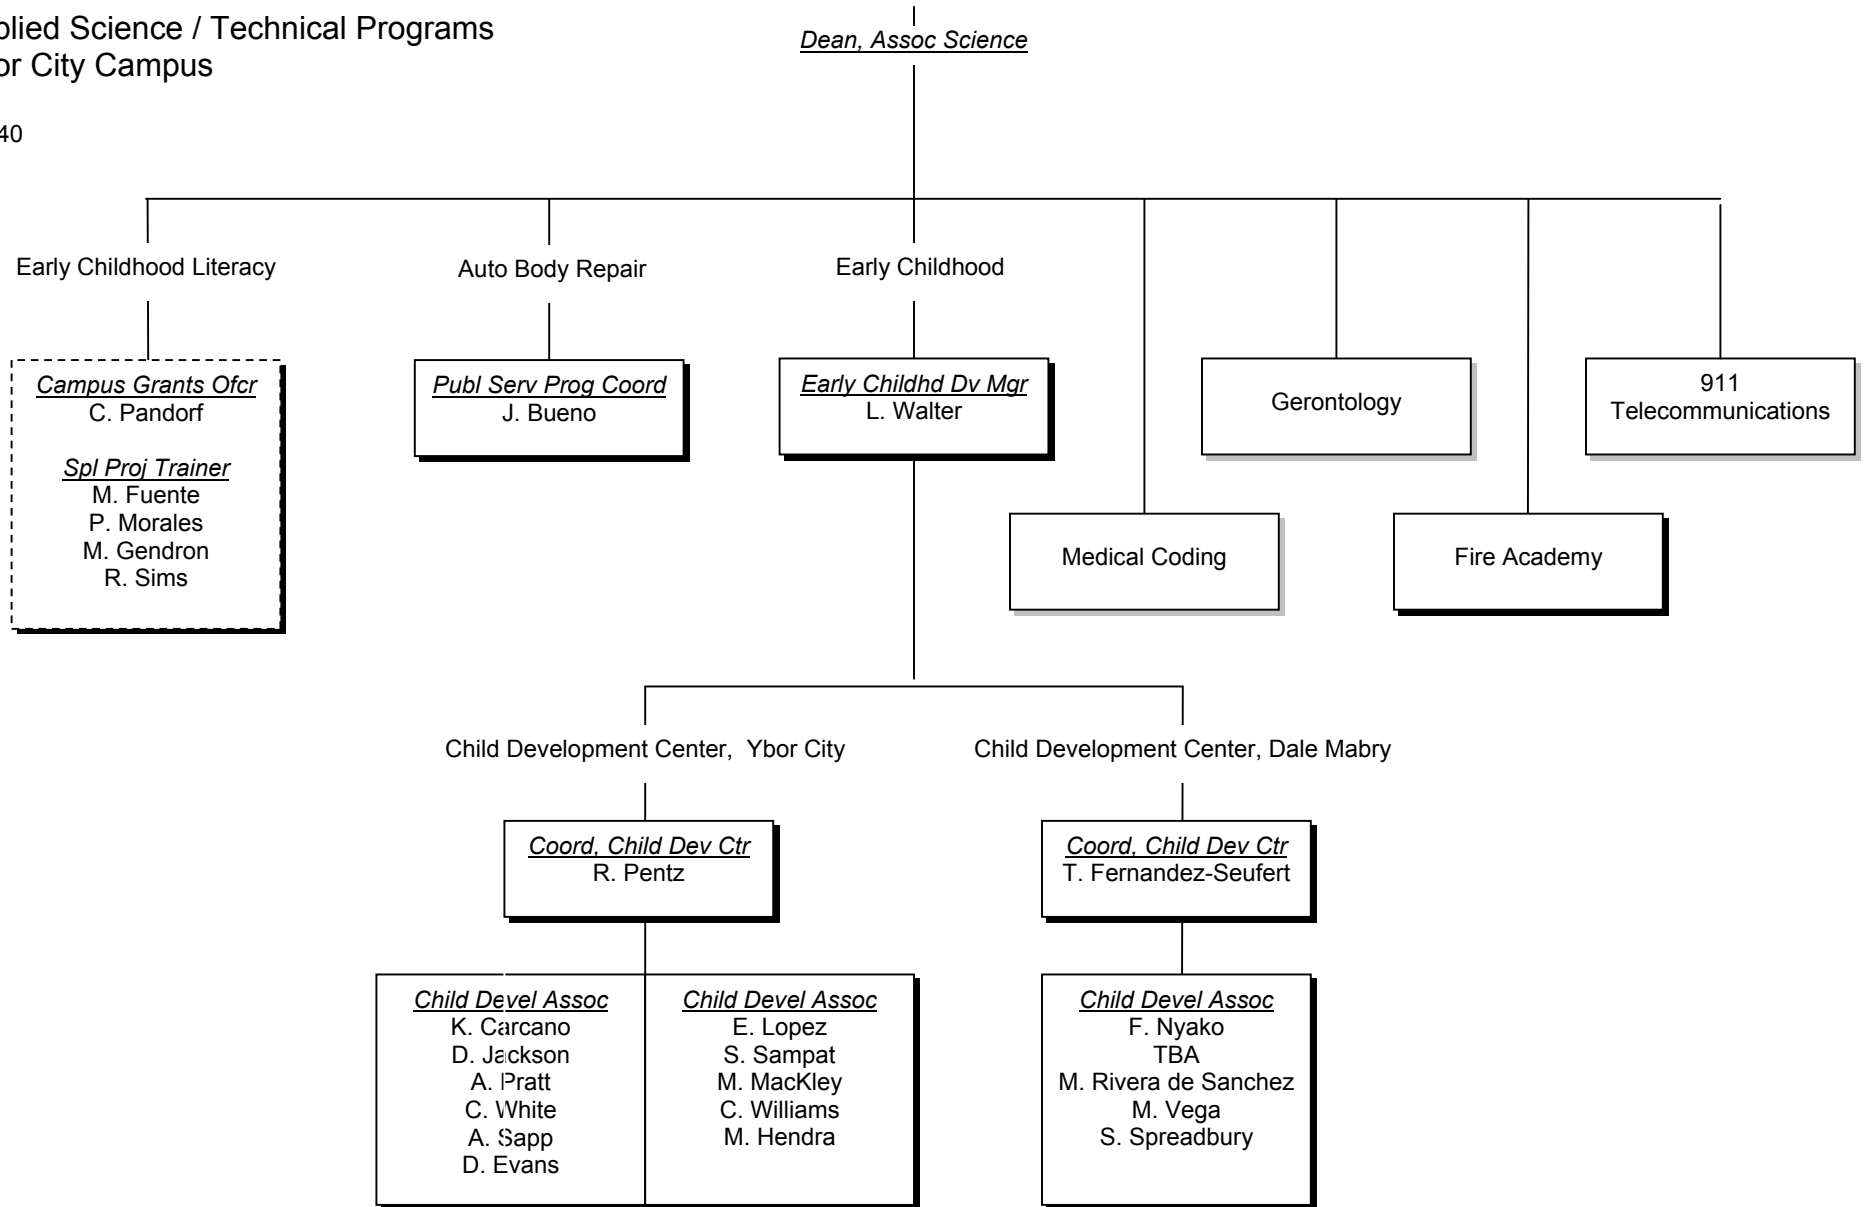 plied Science / Technical Programs
or City Campus
40
Dean, Assoc Science
Early Childhood Literacy
Auto Body Repair
Early Childhood
Campus Grants Ofcr
C. Pandorf
Spl Proj Trainer
M. Fuente
P. Morales
M. Gendron
R. Sims
Publ Serv Prog Coord
J. Bueno
Early Childhd Dv Mgr
L. Walter
Gerontology
911
Telecommunications
Medical Coding
Fire Academy
Child Development Center,  Ybor City
Child Development Center, Dale Mabry
Coord, Child Dev Ctr
R. Pentz
Coord, Child Dev Ctr
T. Fernandez-Seufert
Child Devel Assoc
K. Carcano
D. Jackson
A. Pratt
C. White
A. Sapp
D. Evans
Child Devel Assoc
E. Lopez
S. Sampat
M. MacKley
C. Williams
M. Hendra
Child Devel Assoc
F. Nyako
TBA
M. Rivera de Sanchez
M. Vega
S. Spreadbury